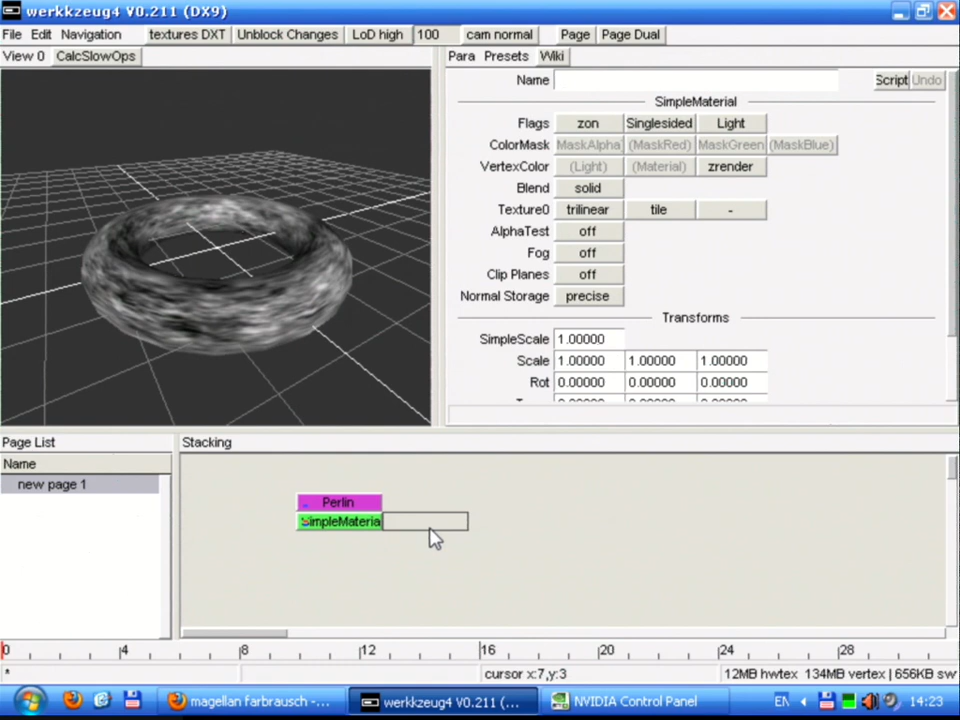 werkkzeug4 V0.211 (DX9)
File Edit Navigation textures DXT Unblock Changes LoD high 100 cam normal Page Page Dual
View 0 CalcSlowOps Para Presets Wiki
Name Script Undo
SimpleMaterial
Flags zon Singlesided Light
ColorMask MaskAlpha (MaskRed) MaskGreen (MaskBlue)
VertexColor (Light) (Material) zrender
Blend solid
Texture0 trilinear tile -
AlphaTest off
Fog off
Clip Planes off
Normal Storage precise
Transforms
SimpleScale 1.00000
Scale 1.00000 1.00000 1.00000
Rot 0.00000 0.00000 0.00000
Page List Stacking
Name
new page 1
Perlin
SimpleMateria
0 4 8 12 16 20 24 28
* cursor x:7,y:3 12MB hwtex 134MB vertex | 656KB sw
magellan farbrausch -... werkkzeug4 V0.211 (... NVIDIA Control Panel EN 14:23